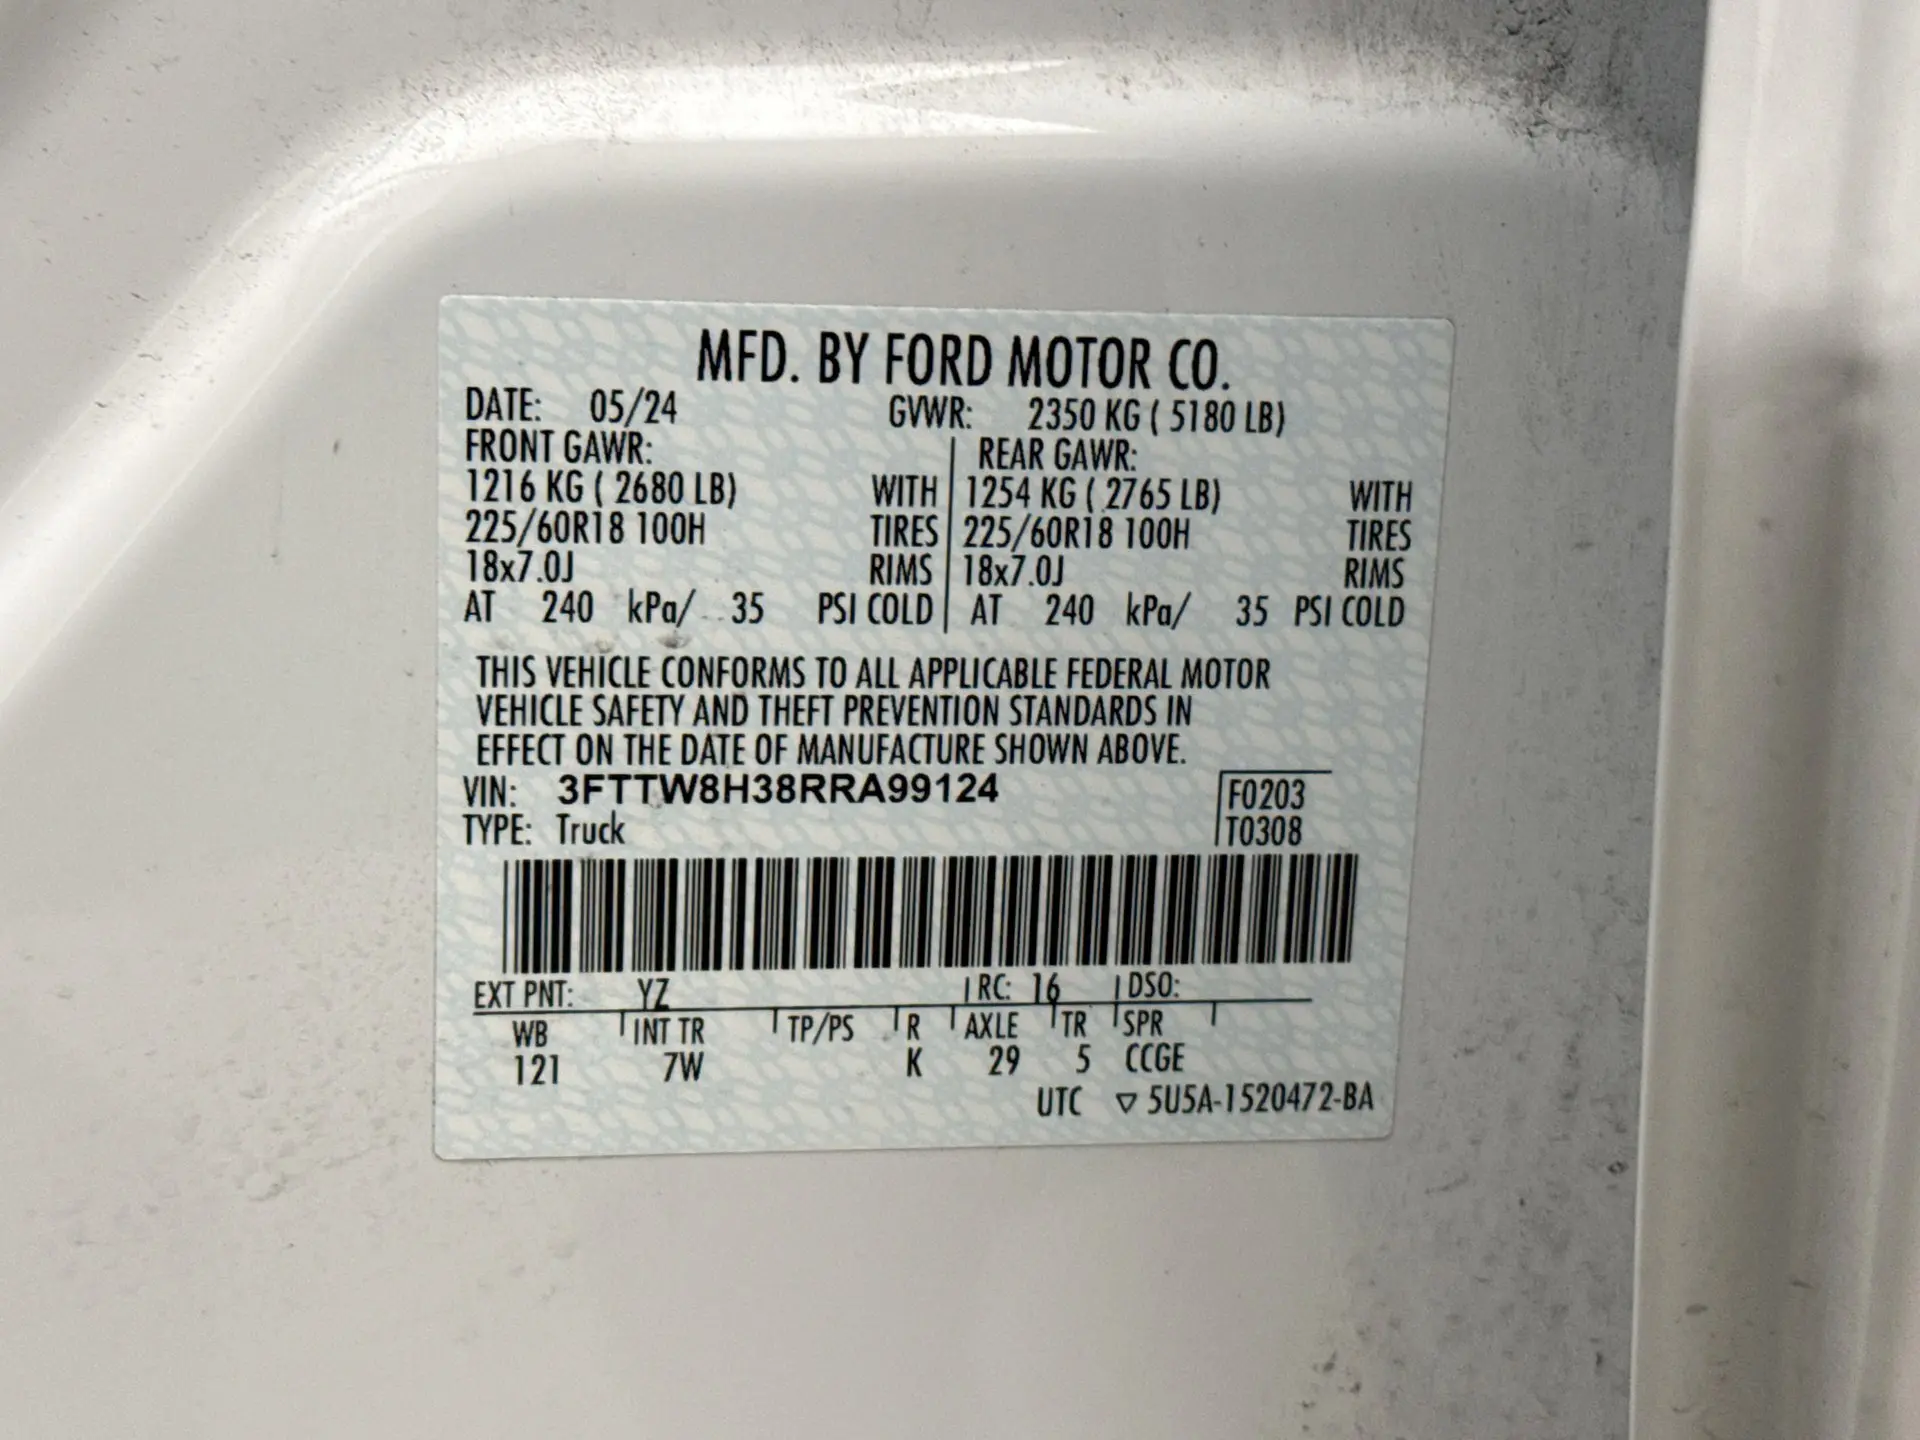 MFD. BY FORD MOTOR CO.
DATE: 05/24 GVWR: 2350 KG ( 5180 LB)
FRONT GAWR: REAR GAWR:
1216 KG ( 2680 LB) WITH 1254 KG ( 2765 LB) WITH
225/60R18 100H TIRES 225/60R18 100H TIRES
18x7.0J RIMS 18x7.0J RIMS
AT 240 kPa/ 35 PSI COLD AT 240 kPa/ 35 PSI COLD
THIS VEHICLE CONFORMS TO ALL APPLICABLE FEDERAL MOTOR
VEHICLE SAFETY AND THEFT PREVENTION STANDARDS IN
EFFECT ON THE DATE OF MANUFACTURE SHOWN ABOVE.
VIN: 3FTTW8H38RRA99124 F0203
TYPE: Truck T0308
EXT PNT: YZ RC: 16 DSO:
WB INT TR TP/PS R AXLE TR SPR
121 7W K 29 5 CCGE
UTC ▽ 5U5A-1520472-BA